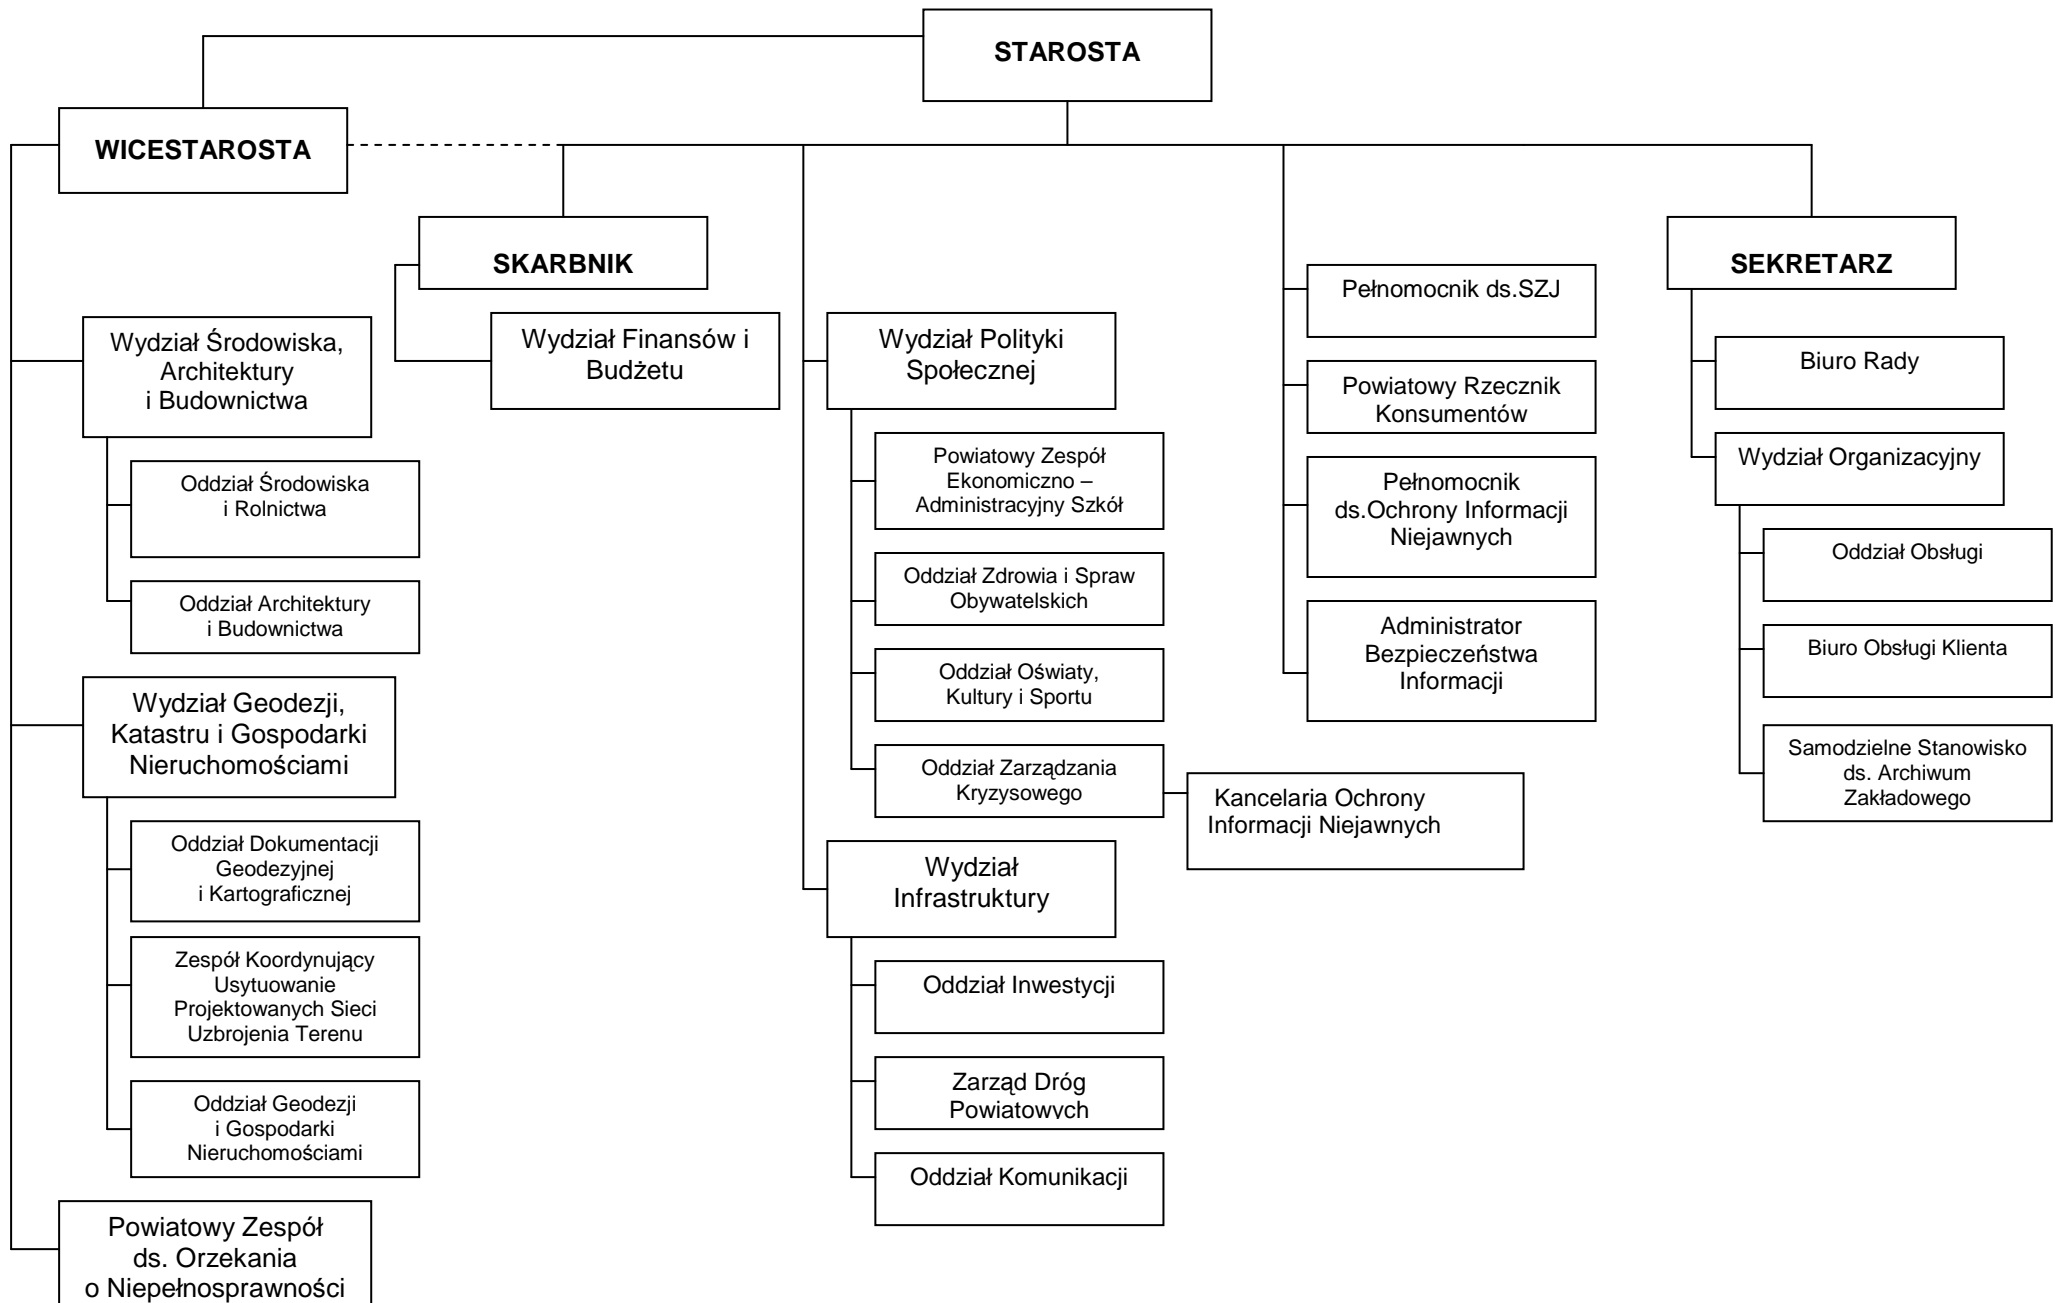 STAROSTA
WICESTAROSTA
SKARBNIK
SEKRETARZ
Wydział Środowiska,
Architektury
i Budownictwa
Oddział Środowiska
i Rolnictwa
Oddział Architektury
i Budownictwa
Wydział Geodezji,
Katastru i Gospodarki
Nieruchomościami
Oddział Dokumentacji
Geodezyjnej
i Kartograficznej
Zespół Koordynujący
Usytuowanie
Projektowanych Sieci
Uzbrojenia Terenu
Oddział Geodezji
i Gospodarki
Nieruchomościami
Powiatowy Zespół
ds. Orzekania
o Niepełnosprawności
Wydział Finansów i
Budżetu
Wydział Polityki
Społecznej
Powiatowy Zespół
Ekonomiczno –
Administracyjny Szkół
Oddział Zdrowia i Spraw
Obywatelskich
Oddział Oświaty,
Kultury i Sportu
Oddział Zarządzania
Kryzysowego
Kancelaria Ochrony
Informacji Niejawnych
Wydział
Infrastruktury
Oddział Inwestycji
Zarząd Dróg
Powiatowych
Oddział Komunikacji
Pełnomocnik ds.SZJ
Powiatowy Rzecznik
Konsumentów
Pełnomocnik
ds.Ochrony Informacji
Niejawnych
Administrator
Bezpieczeństwa
Informacji
Biuro Rady
Wydział Organizacyjny
Oddział Obsługi
Biuro Obsługi Klienta
Samodzielne Stanowisko
ds. Archiwum
Zakładowego